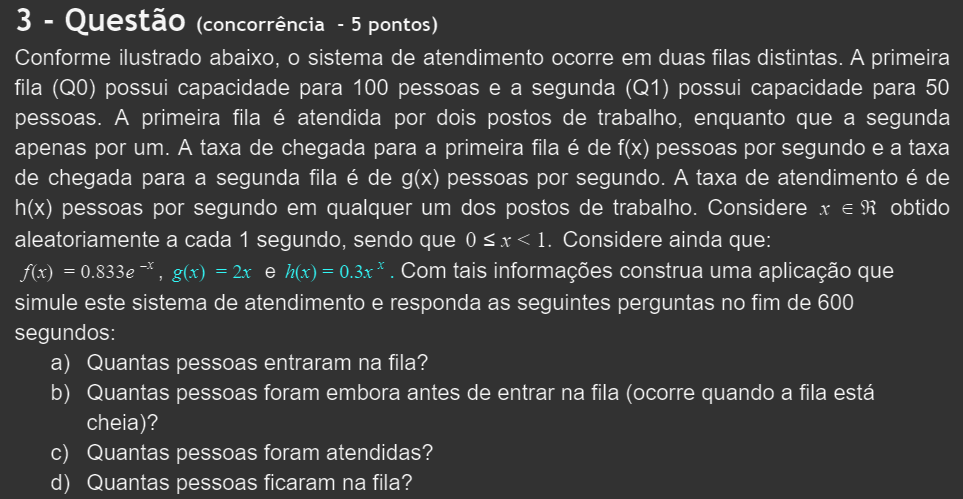 3 - Questão (concorrência - 5 pontos)
Conforme ilustrado abaixo, o sistema de atendimento ocorre em duas filas distintas. A primeira
fila (Q0) possui capacidade para 100 pessoas e a segunda (Q1) possui capacidade para 50
pessoas. A primeira fila é atendida por dois postos de trabalho, enquanto que a segunda
apenas por um. A taxa de chegada para a primeira fila é de f(x) pessoas por segundo e a taxa
de chegada para a segunda fila é de g(x) pessoas por segundo. A taxa de atendimento é de
h(x) pessoas por segundo em qualquer um dos postos de trabalho. Considere x ∈ ℜ obtido
aleatoriamente a cada 1 segundo, sendo que 0 ≤ x < 1. Considere ainda que:
f(x) = 0.833e⁻ˣ, g(x) = 2x e h(x) = 0.3xˣ. Com tais informações construa uma aplicação que
simule este sistema de atendimento e responda as seguintes perguntas no fim de 600
segundos:
a) Quantas pessoas entraram na fila?
b) Quantas pessoas foram embora antes de entrar na fila (ocorre quando a fila está
cheia)?
c) Quantas pessoas foram atendidas?
d) Quantas pessoas ficaram na fila?